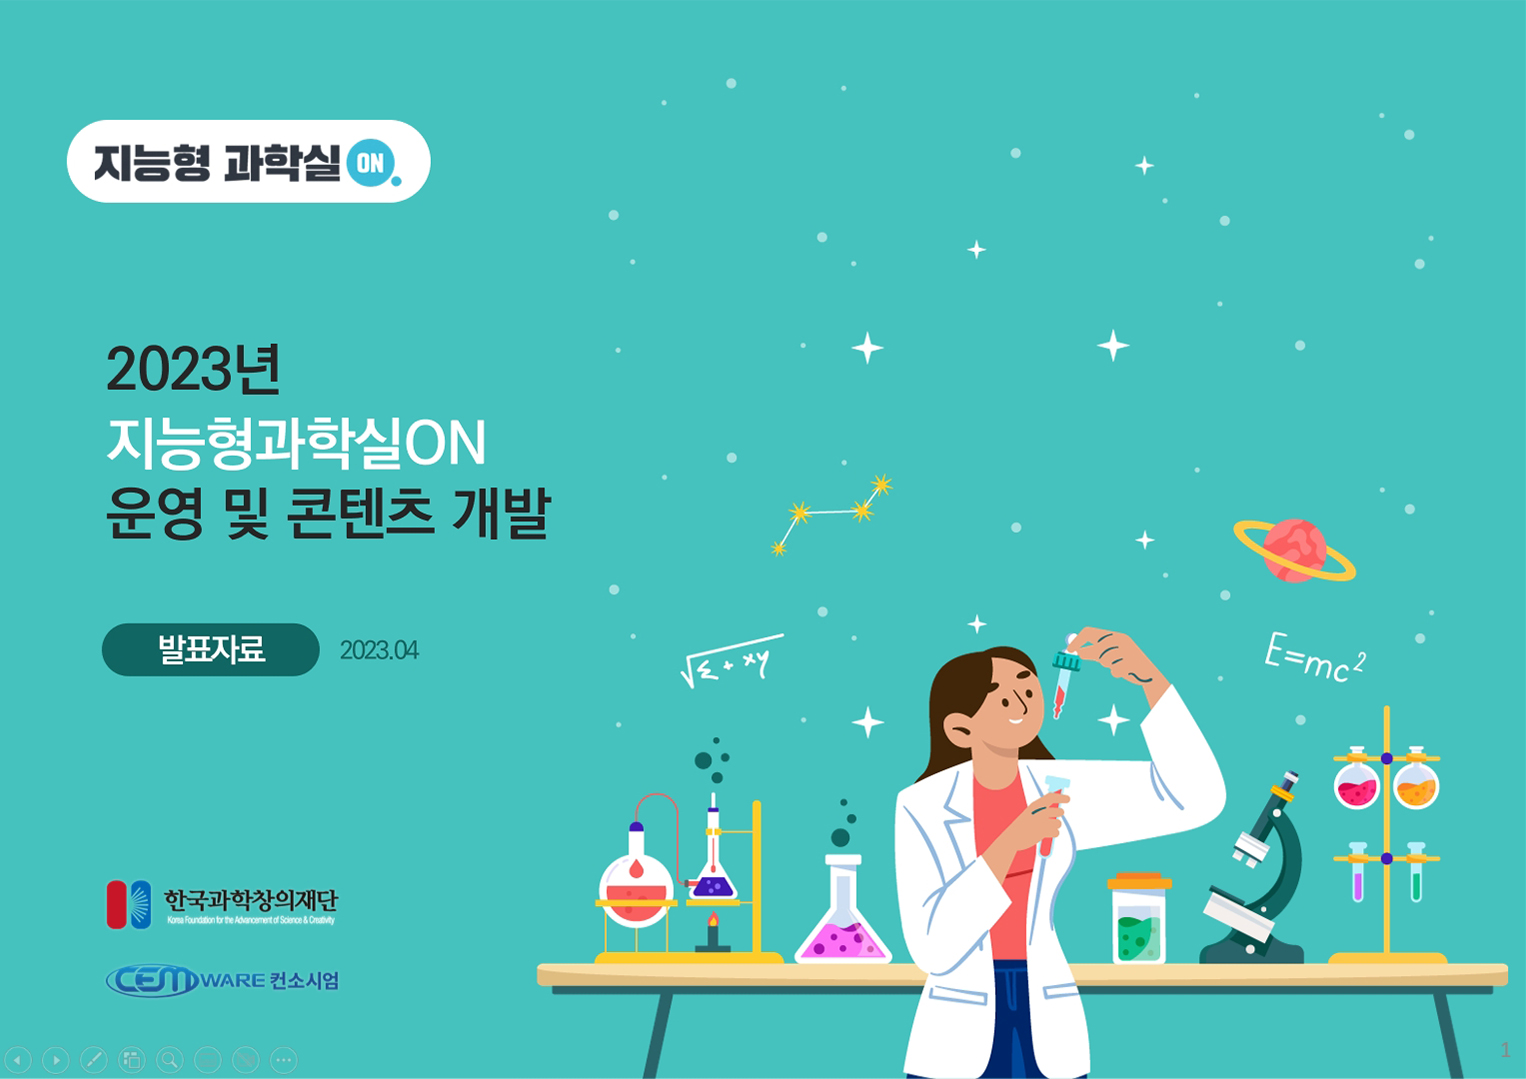 지능형 과학실 ON
2023년
지능형과학실ON
운영 및 콘텐츠 개발
발표자료 2023.04
√Σ + xy
E=mc²
한국과학창의재단
Korea Foundation for the Advancement of Science & Creativity
CEMWARE 컨소시엄
1